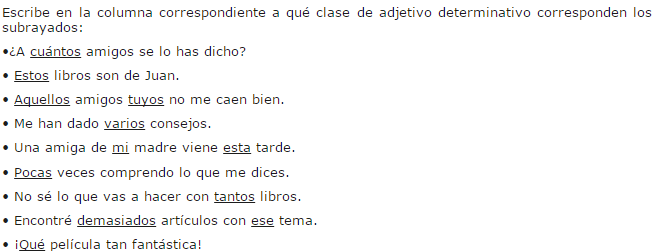 Escribe en la columna correspondiente a qué clase de adjetivo determinativo corresponden los
subrayados:
•¿A cuántos amigos se lo has dicho?
• Estos libros son de Juan.
• Aquellos amigos tuyos no me caen bien.
• Me han dado varios consejos.
• Una amiga de mi madre viene esta tarde.
• Pocas veces comprendo lo que me dices.
• No sé lo que vas a hacer con tantos libros.
• Encontré demasiados artículos con ese tema.
• ¡Qué película tan fantástica!